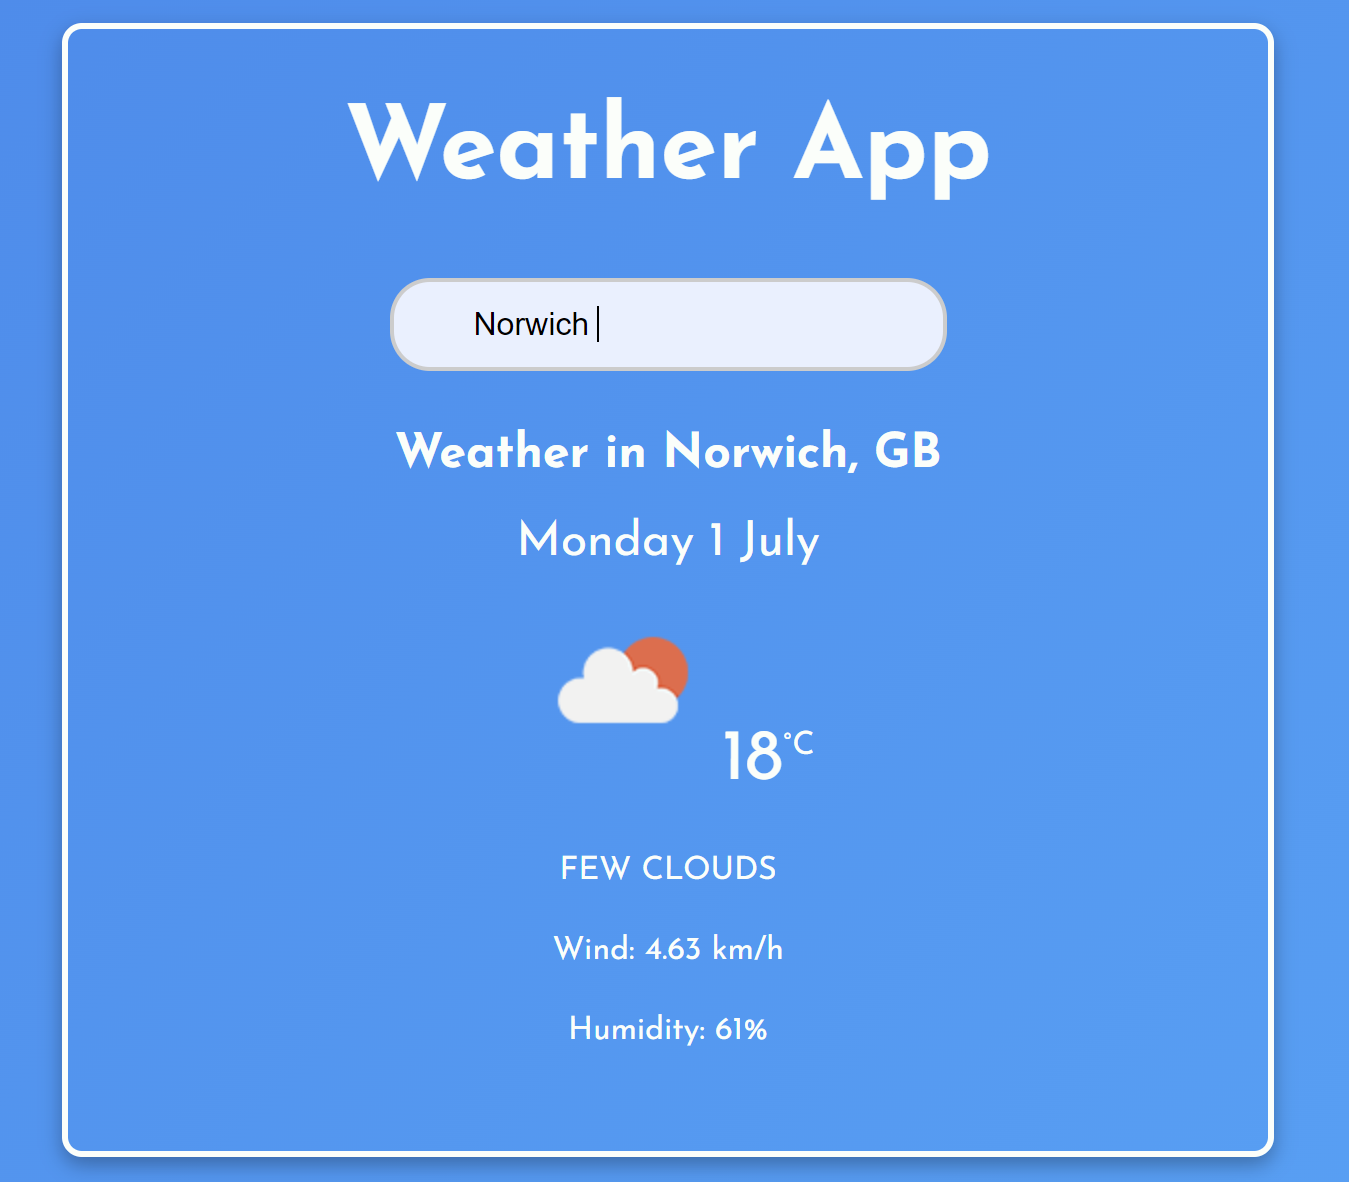 Weather App
Norwich
Weather in Norwich, GB
Monday 1 July
18°C
FEW CLOUDS
Wind: 4.63 km/h
Humidity: 61%